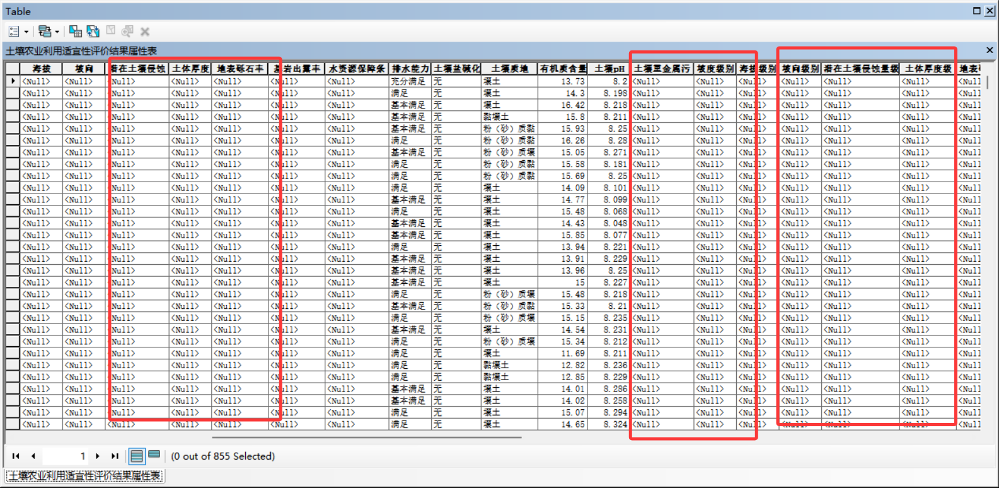 Table
土壤农业利用适宜性评价结果属性表
海拔 坡向 潜在土壤侵蚀 土体厚度 地表砾石丰 基岩出露丰 水资源保障条 排水能力 土壤盐碱化 土壤质地 有机质含量 土壤pH 土壤重金属污 坡度级别 海拔级别 坡向级别 潜在土壤侵蚀量级 土体厚度级 地表砾
<Null> <Null> <Null> <Null> <Null> <Null> <Null> 充分满足 无 壤土 13.73 8.2 <Null> <Null> <Null> <Null> <Null> <Null> <Null
<Null> <Null> <Null> <Null> <Null> <Null> <Null> 满足 无 壤土 14.3 8.198 <Null> <Null> <Null> <Null> <Null> <Null> <Null
<Null> <Null> <Null> <Null> <Null> <Null> <Null> 基本满足 无 壤土 16.42 8.218 <Null> <Null> <Null> <Null> <Null> <Null> <Null
<Null> <Null> <Null> <Null> <Null> <Null> <Null> 基本满足 无 黏壤土 15.8 8.211 <Null> <Null> <Null> <Null> <Null> <Null> <Null
<Null> <Null> <Null> <Null> <Null> <Null> <Null> 基本满足 无 粉（砂）质黏 15.93 8.25 <Null> <Null> <Null> <Null> <Null> <Null> <Null
<Null> <Null> <Null> <Null> <Null> <Null> <Null> 满足 无 粉（砂）质黏 16.26 8.28 <Null> <Null> <Null> <Null> <Null> <Null> <Null
<Null> <Null> <Null> <Null> <Null> <Null> <Null> 基本满足 无 粉（砂）质壤 15.05 8.271 <Null> <Null> <Null> <Null> <Null> <Null> <Null
<Null> <Null> <Null> <Null> <Null> <Null> <Null> 满足 无 粉（砂）质黏 15.58 8.181 <Null> <Null> <Null> <Null> <Null> <Null> <Null
<Null> <Null> <Null> <Null> <Null> <Null> <Null> 满足 无 粉（砂）质黏 15.69 8.25 <Null> <Null> <Null> <Null> <Null> <Null> <Null
<Null> <Null> <Null> <Null> <Null> <Null> <Null> 满足 无 壤土 14.09 8.101 <Null> <Null> <Null> <Null> <Null> <Null> <Null
<Null> <Null> <Null> <Null> <Null> <Null> <Null> 基本满足 无 壤土 14.77 8.099 <Null> <Null> <Null> <Null> <Null> <Null> <Null
<Null> <Null> <Null> <Null> <Null> <Null> <Null> 满足 无 壤土 15.48 8.068 <Null> <Null> <Null> <Null> <Null> <Null> <Null
<Null> <Null> <Null> <Null> <Null> <Null> <Null> 基本满足 无 壤土 14.43 8.048 <Null> <Null> <Null> <Null> <Null> <Null> <Null
<Null> <Null> <Null> <Null> <Null> <Null> <Null> 基本满足 无 壤土 15.85 8.077 <Null> <Null> <Null> <Null> <Null> <Null> <Null
<Null> <Null> <Null> <Null> <Null> <Null> <Null> 满足 无 壤土 13.94 8.221 <Null> <Null> <Null> <Null> <Null> <Null> <Null
<Null> <Null> <Null> <Null> <Null> <Null> <Null> 基本满足 无 壤土 13.91 8.229 <Null> <Null> <Null> <Null> <Null> <Null> <Null
<Null> <Null> <Null> <Null> <Null> <Null> <Null> 基本满足 无 壤土 13.96 8.25 <Null> <Null> <Null> <Null> <Null> <Null> <Null
<Null> <Null> <Null> <Null> <Null> <Null> <Null> 基本满足 无 壤土 15 8.227 <Null> <Null> <Null> <Null> <Null> <Null> <Null
<Null> <Null> <Null> <Null> <Null> <Null> <Null> 满足 无 粉（砂）质壤 15.48 8.218 <Null> <Null> <Null> <Null> <Null> <Null> <Null
<Null> <Null> <Null> <Null> <Null> <Null> <Null> 基本满足 无 粉（砂）质黏 15.33 8.21 <Null> <Null> <Null> <Null> <Null> <Null> <Null
<Null> <Null> <Null> <Null> <Null> <Null> <Null> 满足 无 粉（砂）质壤 15.15 8.235 <Null> <Null> <Null> <Null> <Null> <Null> <Null
<Null> <Null> <Null> <Null> <Null> <Null> <Null> 基本满足 无 壤土 14.54 8.231 <Null> <Null> <Null> <Null> <Null> <Null> <Null
<Null> <Null> <Null> <Null> <Null> <Null> <Null> 满足 无 粉（砂）质壤 15.34 8.212 <Null> <Null> <Null> <Null> <Null> <Null> <Null
<Null> <Null> <Null> <Null> <Null> <Null> <Null> 满足 无 壤土 11.69 8.211 <Null> <Null> <Null> <Null> <Null> <Null> <Null
<Null> <Null> <Null> <Null> <Null> <Null> <Null> 满足 无 黏壤土 12.82 8.236 <Null> <Null> <Null> <Null> <Null> <Null> <Null
<Null> <Null> <Null> <Null> <Null> <Null> <Null> 满足 无 黏壤土 12.85 8.229 <Null> <Null> <Null> <Null> <Null> <Null> <Null
<Null> <Null> <Null> <Null> <Null> <Null> <Null> 基本满足 无 壤土 14.01 8.286 <Null> <Null> <Null> <Null> <Null> <Null> <Null
<Null> <Null> <Null> <Null> <Null> <Null> <Null> 基本满足 无 壤土 14.02 8.258 <Null> <Null> <Null> <Null> <Null> <Null> <Null
<Null> <Null> <Null> <Null> <Null> <Null> <Null> 满足 无 壤土 15.07 8.294 <Null> <Null> <Null> <Null> <Null> <Null> <Null
<Null> <Null> <Null> <Null> <Null> <Null> <Null> 满足 无 壤土 14.65 8.324 <Null> <Null> <Null> <Null> <Null> <Null> <Null
1 (0 out of 855 Selected)
土壤农业利用适宜性评价结果属性表